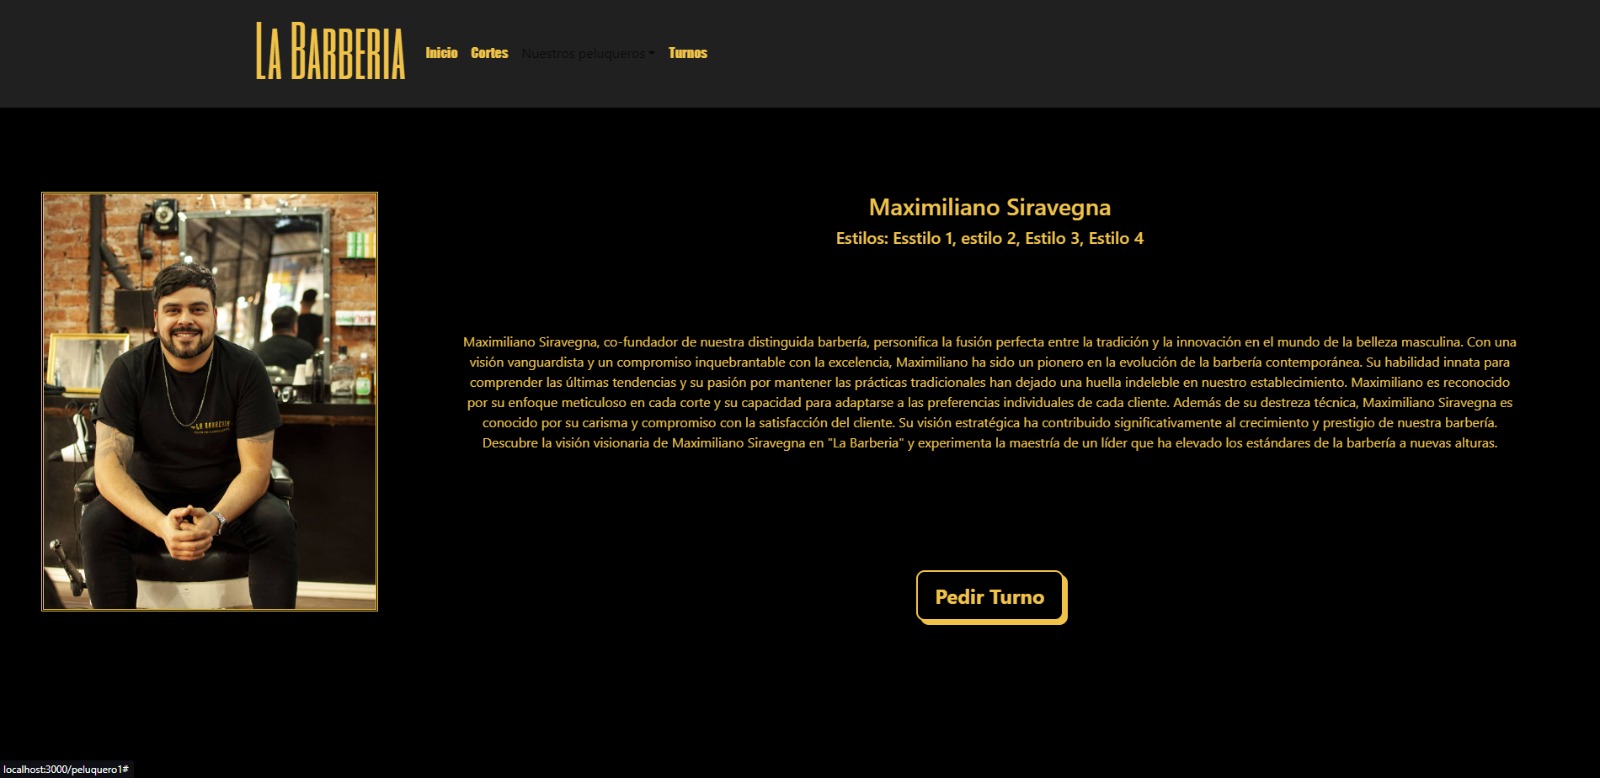 LA BARBERIA
Inicio Cortes Nuestros peluqueros Turnos
Maximiliano Siravegna
Estilos: Esstilo 1, estilo 2, Estilo 3, Estilo 4
Maximiliano Siravegna, co-fundador de nuestra distinguida barbería, personifica la fusión perfecta entre la tradición y la innovación en el mundo de la belleza masculina. Con una
visión vanguardista y un compromiso inquebrantable con la excelencia, Maximiliano ha sido un pionero en la evolución de la barbería contemporánea. Su habilidad innata para
comprender las últimas tendencias y su pasión por mantener las prácticas tradicionales han dejado una huella indeleble en nuestro establecimiento. Maximiliano es reconocido
por su enfoque meticuloso en cada corte y su capacidad para adaptarse a las preferencias individuales de cada cliente. Además de su destreza técnica, Maximiliano Siravegna es
conocido por su carisma y compromiso con la satisfacción del cliente. Su visión estratégica ha contribuido significativamente al crecimiento y prestigio de nuestra barbería.
Descubre la visión visionaria de Maximiliano Siravegna en "La Barberia" y experimenta la maestría de un líder que ha elevado los estándares de la barbería a nuevas alturas.
LA BARBERIA
Pedir Turno
localhost:3000/peluquero1#